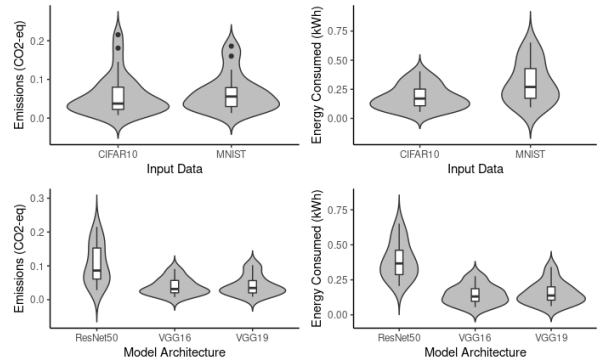 Emissions (CO2-eq)
0.2
0.1
0.0
CIFAR10 MNIST
Input Data
Energy Consumed (kWh)
0.75
0.50
0.25
0.00
CIFAR10 MNIST
Input Data
Emissions (CO2-eq)
0.3
0.2
0.1
0.0
ResNet50 VGG16 VGG19
Model Architecture
Energy Consumed (kWh)
0.75
0.50
0.25
0.00
ResNet50 VGG16 VGG19
Model Architecture